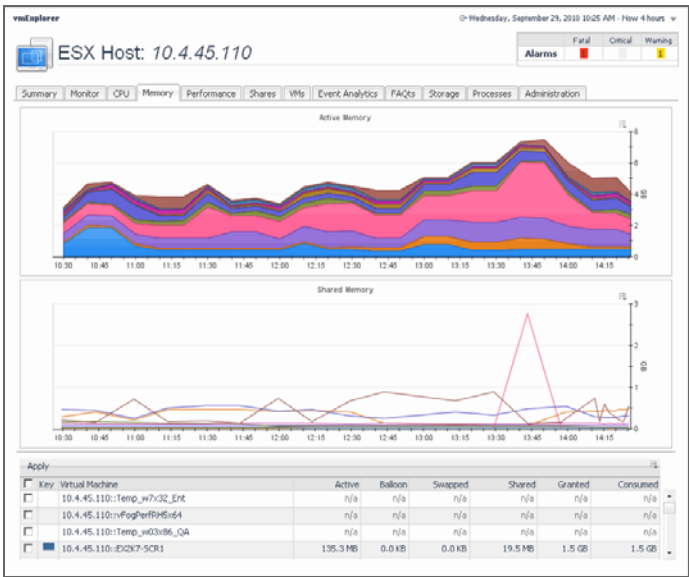 vmExplorer
Wednesday, September 29, 2010 10:25 AM - Now 4 hours
ESX Host: 10.4.45.110
Fatal Critical Warning
Alarms 1 1
Summary Monitor CPU Memory Performance Shares VMs Event Analytics FAQts Storage Processes Administration
Active Memory
8
6
4
2
0
GB
10:30 10:45 11:00 11:15 11:30 11:45 12:00 12:15 12:30 12:45 13:00 13:15 13:30 13:45 14:00 14:15
Shared Memory
3
2
1
0
GB
10:30 10:45 11:00 11:15 11:30 11:45 12:00 12:15 12:30 12:45 13:00 13:15 13:30 13:45 14:00 14:15
Apply
Key Virtual Machine Active Balloon Swapped Shared Granted Consumed
10.4.45.110::Temp_w7x32_Ent n/a n/a n/a n/a n/a n/a
10.4.45.110::vFogPerfRH5x64 n/a n/a n/a n/a n/a n/a
10.4.45.110::Temp_w03x86_QA n/a n/a n/a n/a n/a n/a
10.4.45.110::EX2K7-SCR1 135.3 MB 0.0 KB 0.0 KB 19.5 MB 1.5 GB 1.5 GB